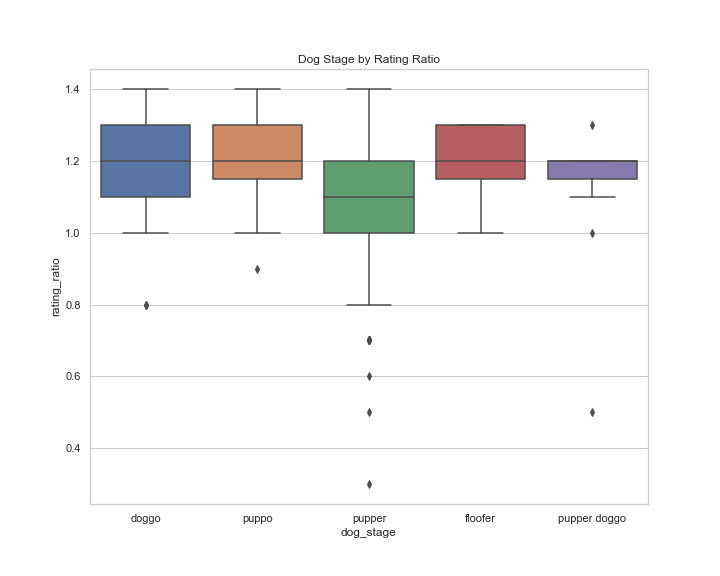 Dog Stage by Rating Ratio
1.4
1.2
1.0
0.8
0.6
0.4
rating_ratio
doggo puppo pupper floofer pupper doggo
dog_stage